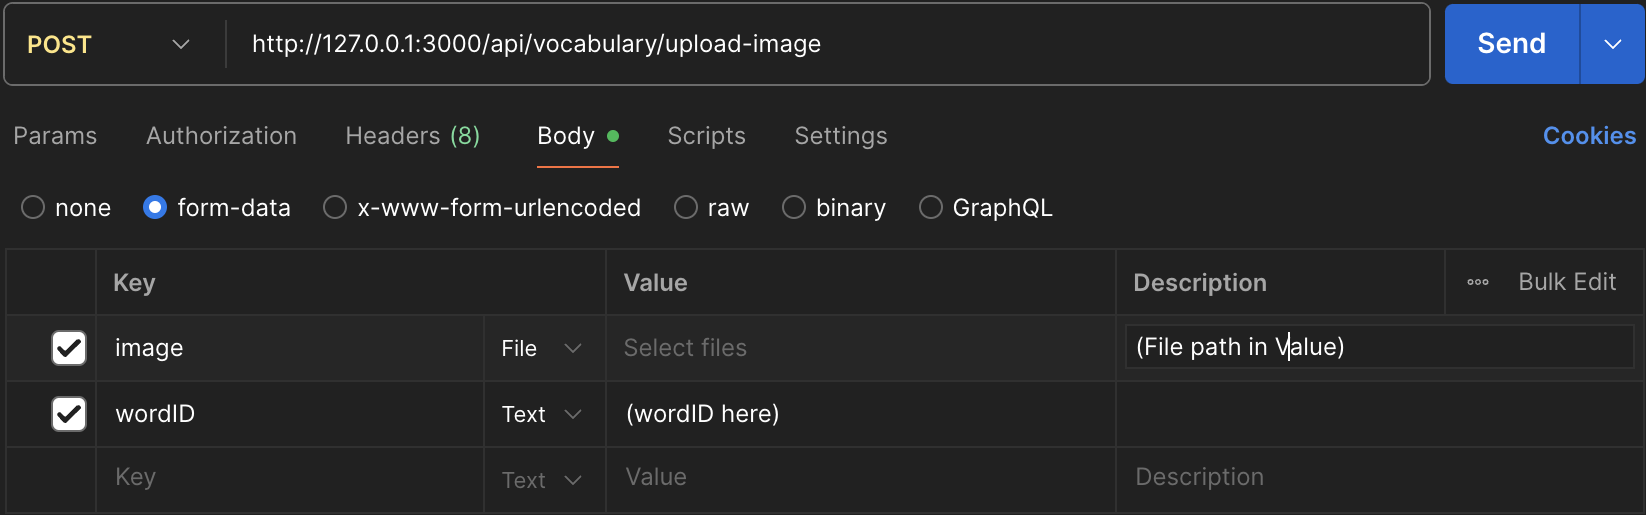 POST http://127.0.0.1:3000/api/vocabulary/upload-image Send
Params Authorization Headers (8) Body Scripts Settings Cookies
none form-data x-www-form-urlencoded raw binary GraphQL
Key Value Description Bulk Edit
image File Select files (File path in Value)
wordID Text (wordID here)
Key Text Value Description